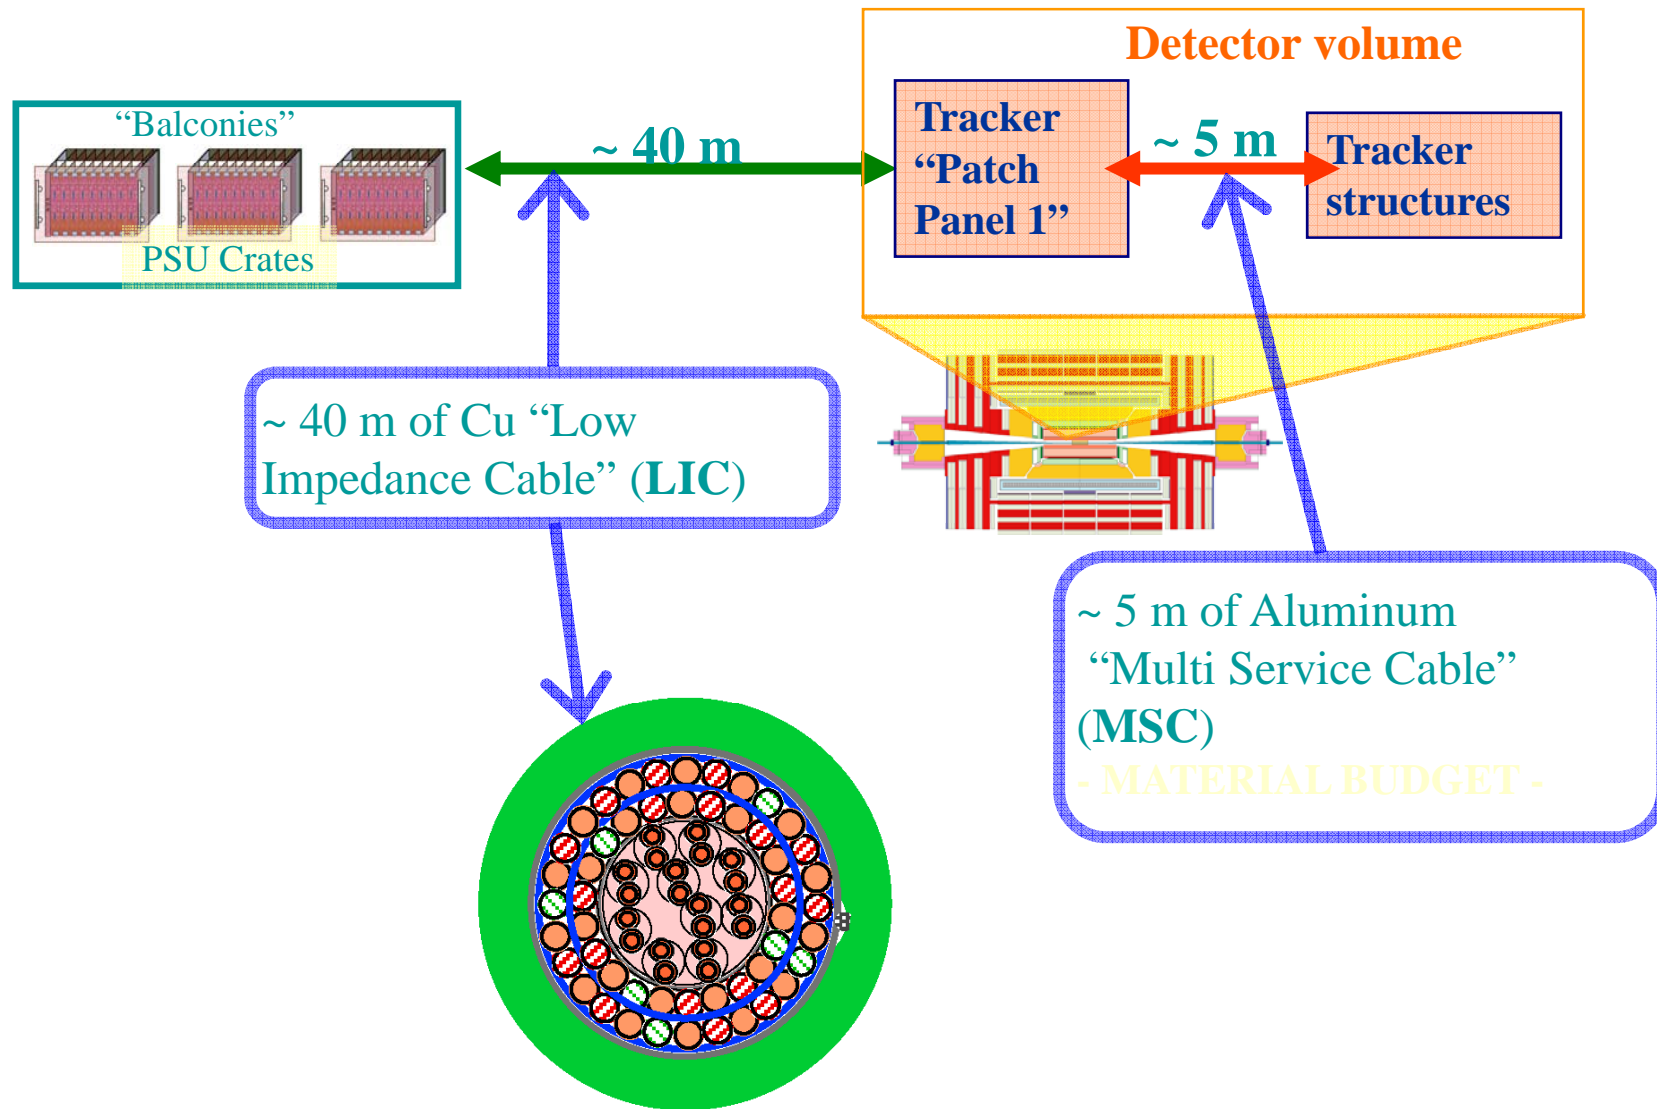 Detector volume
“Balconies”
PSU Crates
~ 40 m
Tracker
“Patch
Panel 1”
~ 5 m
Tracker
structures
~ 40 m of Cu “Low
Impedance Cable” (LIC)
~ 5 m of Aluminum
“Multi Service Cable”
(MSC)
- MATERIAL BUDGET -